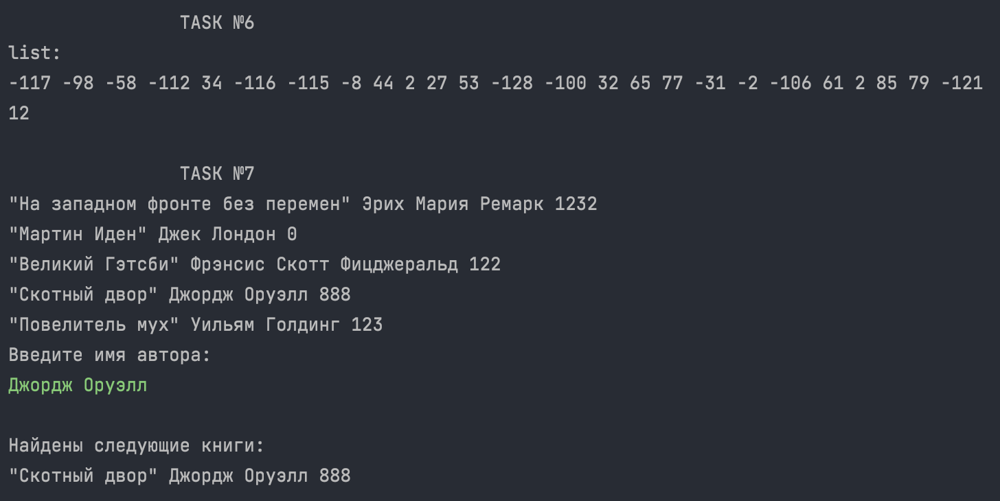 TASK №6
list:
-117 -98 -58 -112 34 -116 -115 -8 44 2 27 53 -128 -100 32 65 77 -31 -2 -106 61 2 85 79 -121
12
TASK №7
"На западном фронте без перемен" Эрих Мария Ремарк 1232
"Мартин Иден" Джек Лондон 0
"Великий Гэтсби" Фрэнсис Скотт Фицджеральд 122
"Скотный двор" Джордж Оруэлл 888
"Повелитель мух" Уильям Голдинг 123
Введите имя автора:
Джордж Оруэлл
Найдены следующие книги:
"Скотный двор" Джордж Оруэлл 888